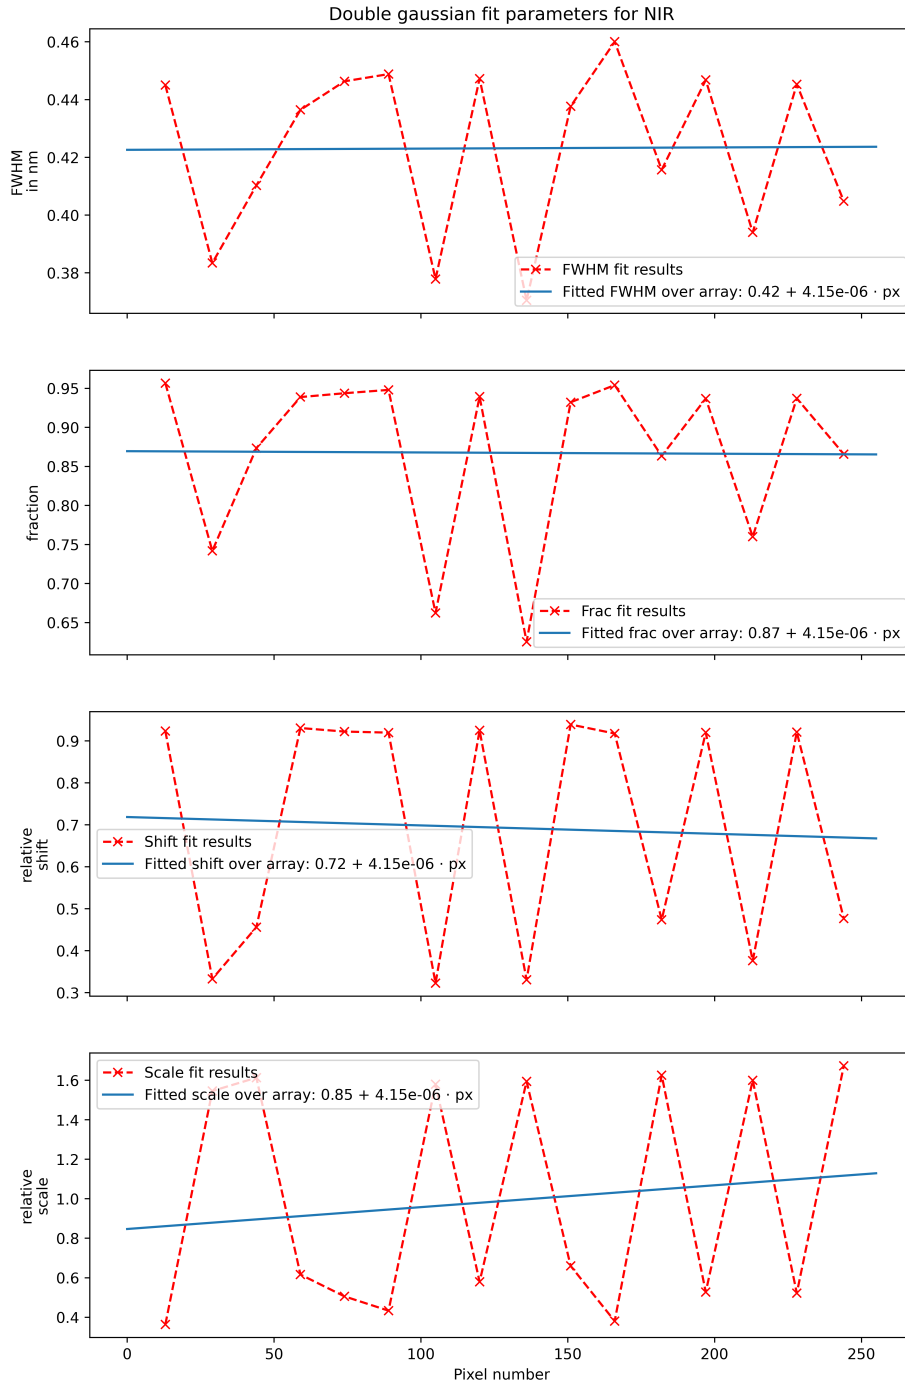 Double gaussian fit parameters for NIR
0.46
0.44
0.42
0.40
0.38
FWHM
in nm
FWHM fit results
Fitted FWHM over array: 0.42 + 4.15e-06 · px
0.95
0.90
0.85
0.80
0.75
0.70
0.65
fraction
Frac fit results
Fitted frac over array: 0.87 + 4.15e-06 · px
0.9
0.8
0.7
0.6
0.5
0.4
0.3
relative
shift
Shift fit results
Fitted shift over array: 0.72 + 4.15e-06 · px
1.6
1.4
1.2
1.0
0.8
0.6
0.4
relative
scale
Scale fit results
Fitted scale over array: 0.85 + 4.15e-06 · px
0 50 100 150 200 250
Pixel number